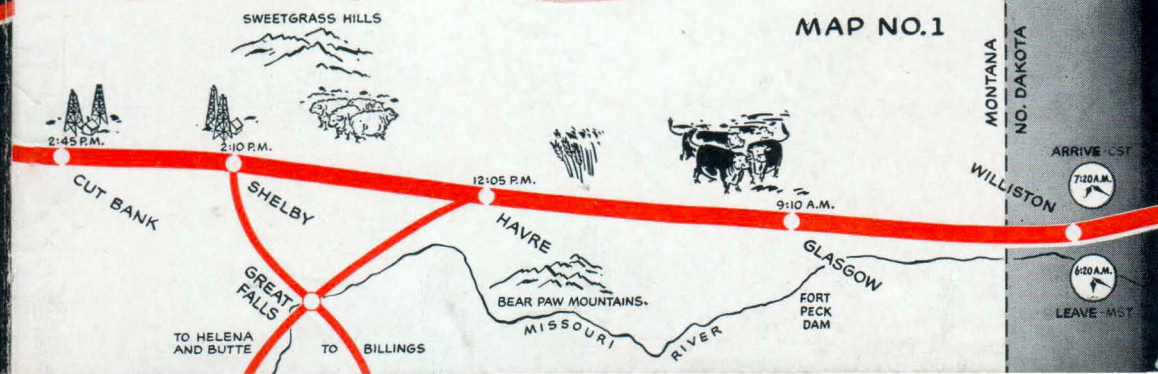 SWEETGRASS HILLS
MAP NO.1
MONTANA
NO. DAKOTA
2:45 P.M.
2:10 P.M.
12:05 P.M.
9:10 A.M.
ARRIVE-CST
7:20 A.M.
CUT BANK
SHELBY
HAVRE
GLASGOW
WILLISTON
GREAT
FALLS
BEAR PAW MOUNTAINS.
FORT
PECK
DAM
6:20 A.M.
LEAVE-MST
MISSOURI RIVER
TO HELENA
AND BUTTE
TO BILLINGS